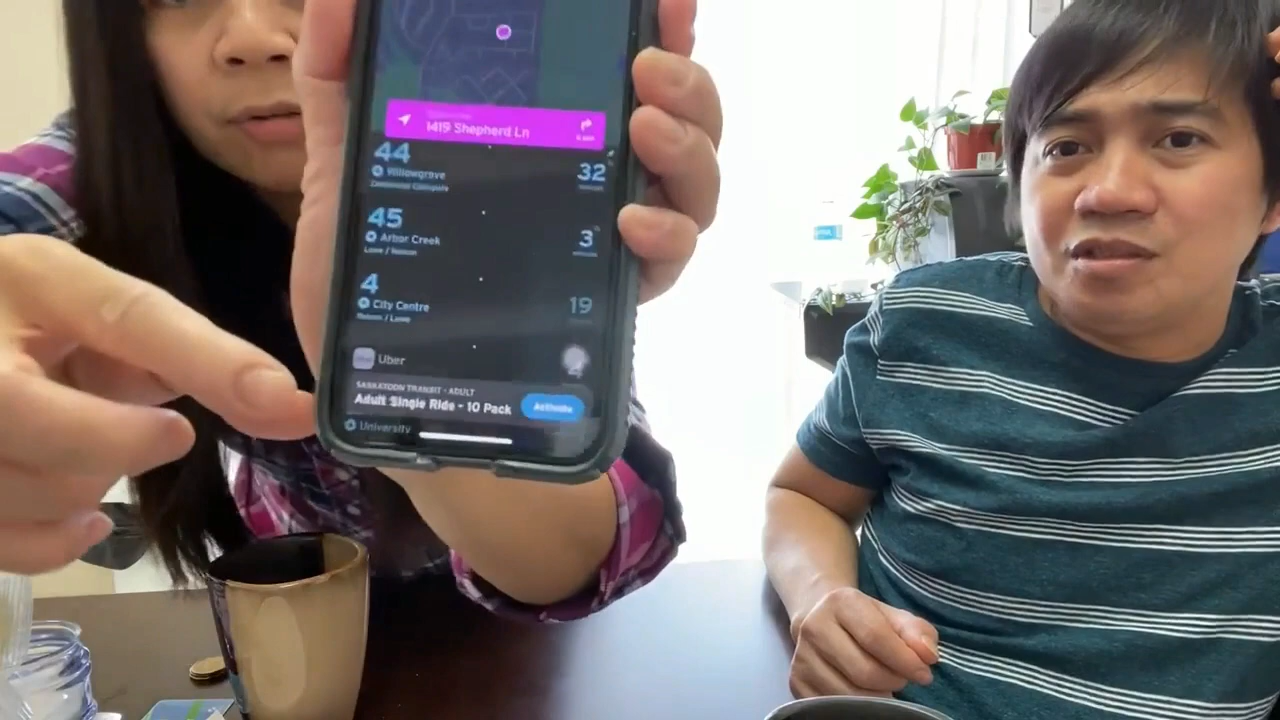 1419 Shepherd Ln
44
Willowgrove
32
45
Arbor Creek
3
4
City Centre
19
Uber
SASKATOON TRANSIT - ADULT
Adult Single Ride - 10 Pack
Activate
University